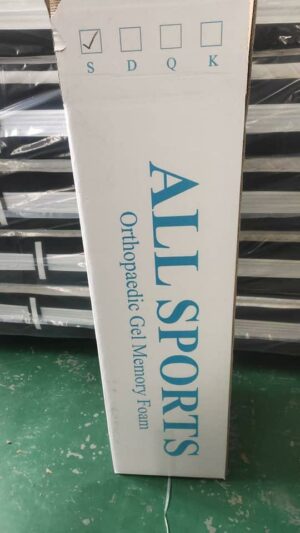 S D Q K
ALL SPORTS
Orthopaedic Gel Memory Foam